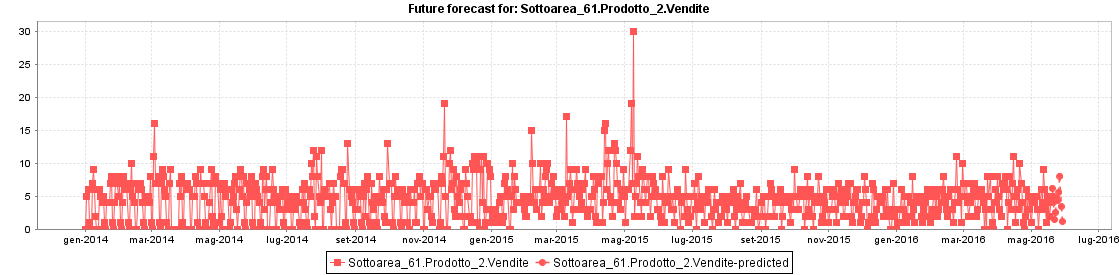 Future forecast for: Sottoarea_61.Prodotto_2.Vendite
30
25
20
15
10
5
0
gen-2014 mar-2014 mag-2014 lug-2014 set-2014 nov-2014 gen-2015 mar-2015 mag-2015 lug-2015 set-2015 nov-2015 gen-2016 mar-2016 mag-2016 lug-2016
Sottoarea_61.Prodotto_2.Vendite Sottoarea_61.Prodotto_2.Vendite-predicted